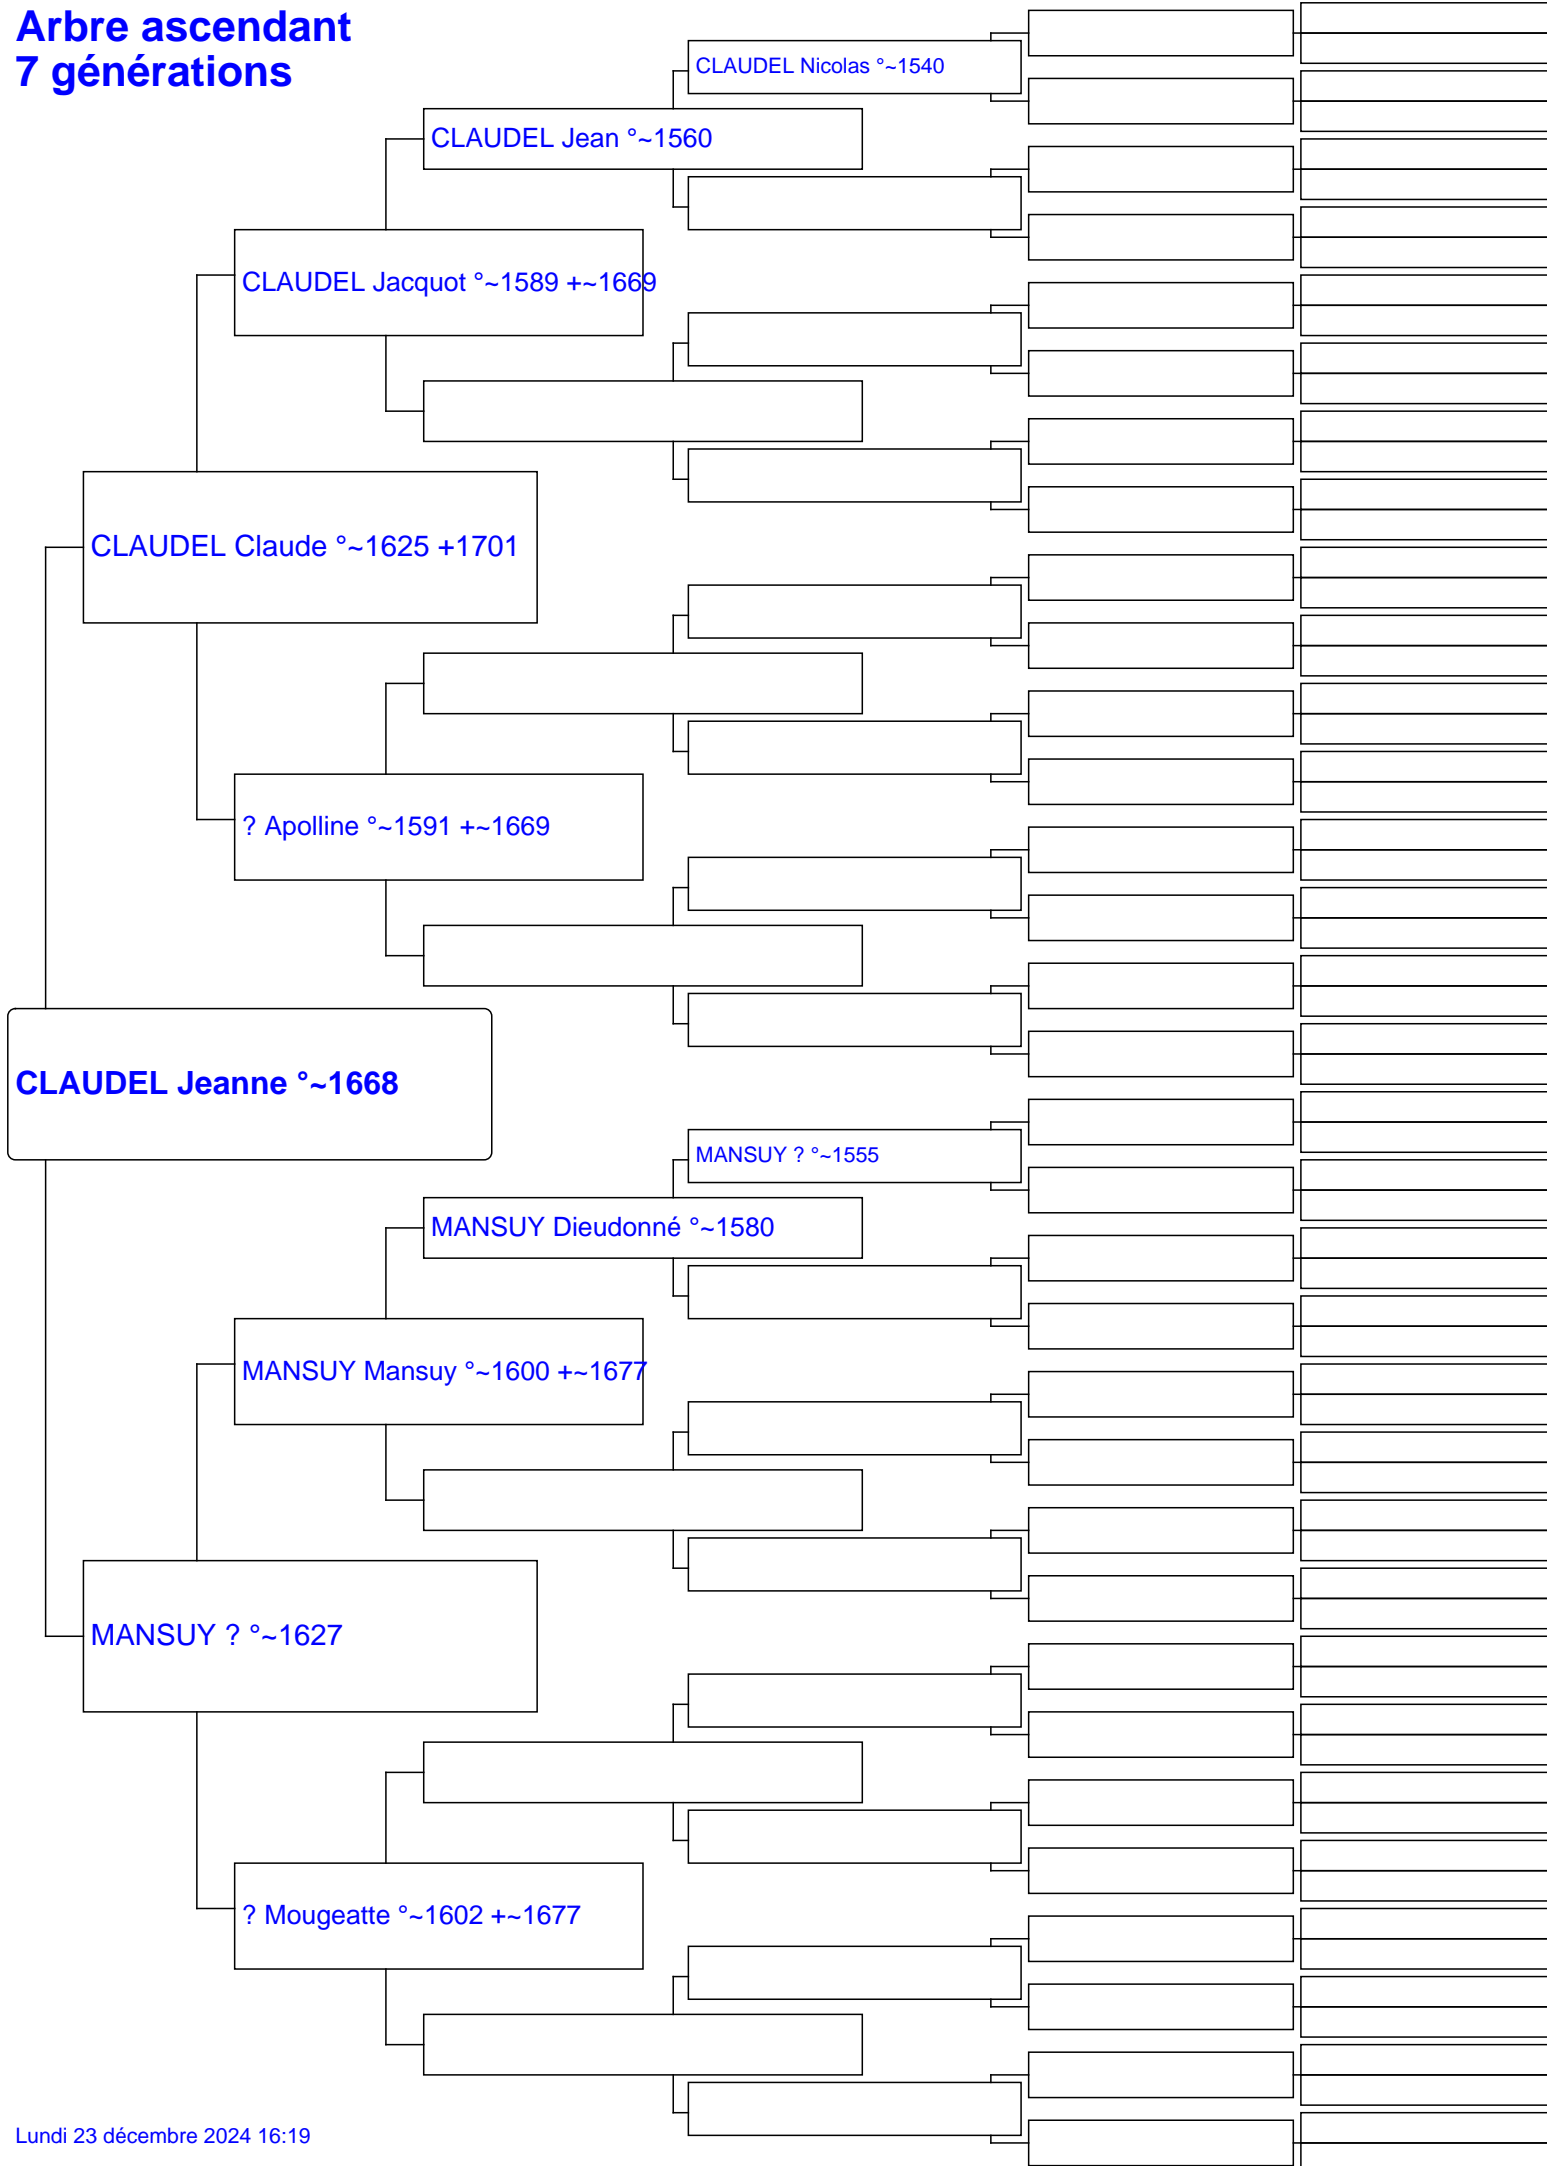 Arbre ascendant
7 générations
CLAUDEL Nicolas °~1540
CLAUDEL Jean °~1560
CLAUDEL Jacquot °~1589 +~1669
CLAUDEL Claude °~1625 +1701
? Apolline °~1591 +~1669
CLAUDEL Jeanne °~1668
MANSUY ? °~1555
MANSUY Dieudonné °~1580
MANSUY Mansuy °~1600 +~1677
MANSUY ? °~1627
? Mougeatte °~1602 +~1677
Lundi 23 décembre 2024 16:19